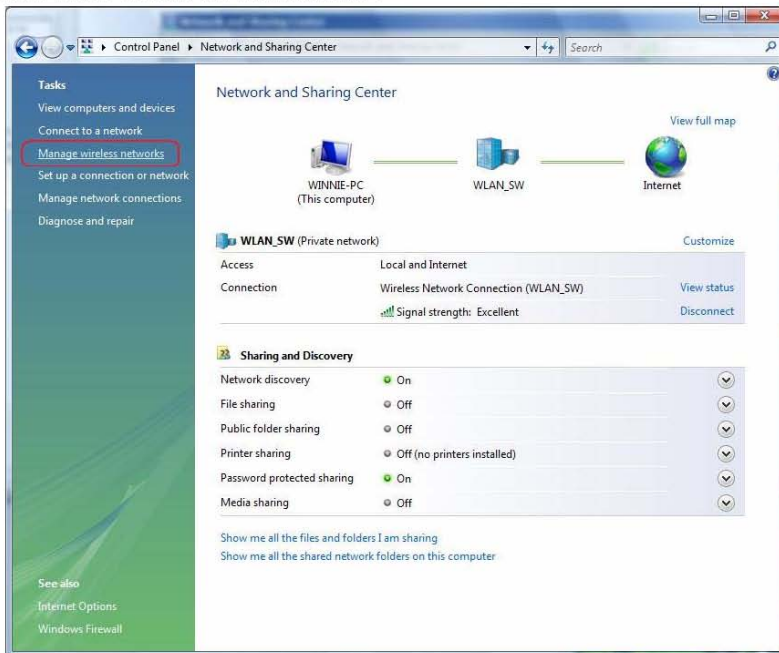 Control Panel ▸ Network and Sharing Center
Search
Tasks
View computers and devices
Connect to a network
Manage wireless networks
Set up a connection or network
Manage network connections
Diagnose and repair
See also
Internet Options
Windows Firewall
Network and Sharing Center
View full map
WINNIE-PC
(This computer)
WLAN_SW
Internet
WLAN_SW (Private network)
Customize
Access Local and Internet
Connection Wireless Network Connection (WLAN_SW) View status
Signal strength: Excellent Disconnect
Sharing and Discovery
Network discovery On
File sharing Off
Public folder sharing Off
Printer sharing Off (no printers installed)
Password protected sharing On
Media sharing Off
Show me all the files and folders I am sharing
Show me all the shared network folders on this computer